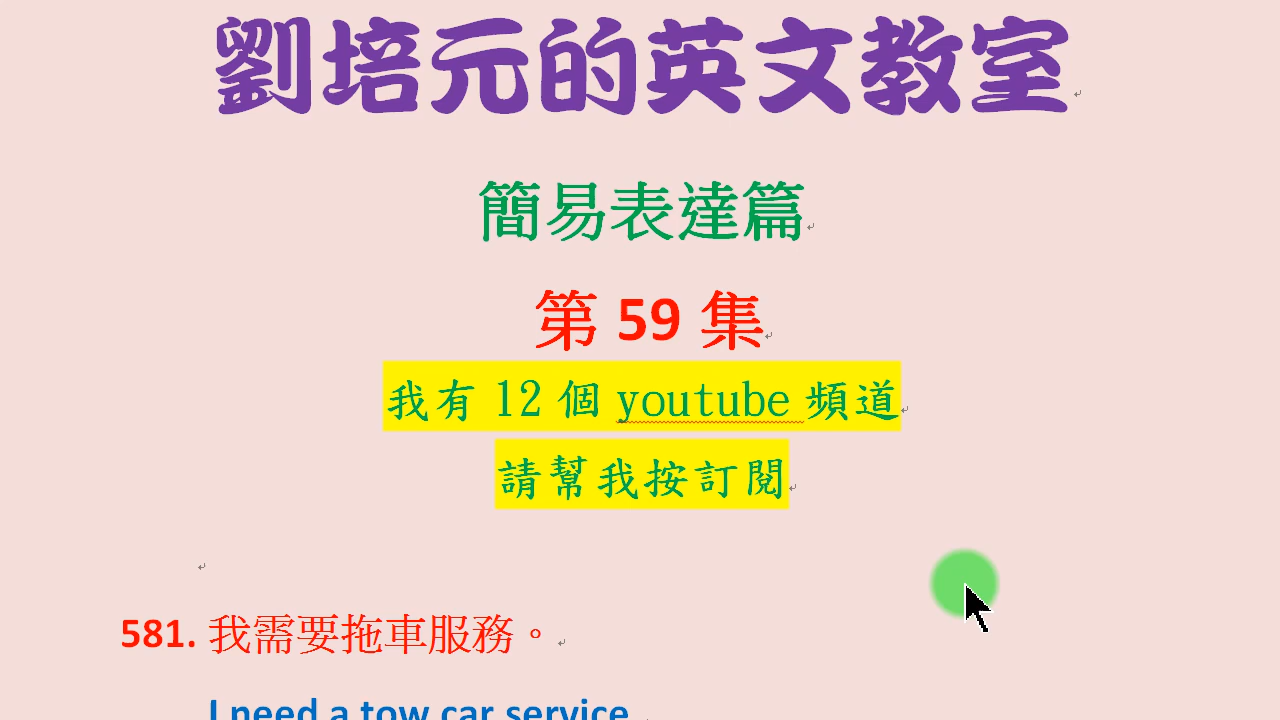 劉培元的英文教室
簡易表達篇
第 59 集
我有 12 個 youtube 頻道
請幫我按訂閱
581. 我需要拖車服務。
I need a tow car service.